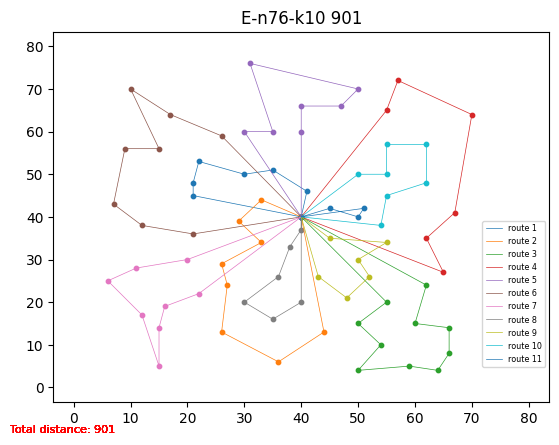 E-n76-k10 901
80
70
60
50
40
30
20
10
0
0 10 20 30 40 50 60 70 80
route 1
route 2
route 3
route 4
route 5
route 6
route 7
route 8
route 9
route 10
route 11
Total distance: 901